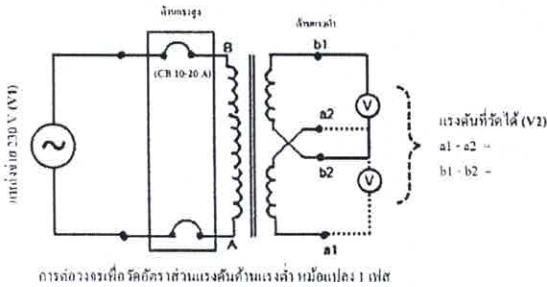 ด้านแรงสูง
ด้านแรงต่ำ
B
b1
(CB 10-20 A)
แหล่งจ่าย 230 V (V1)
V
a2
แรงดันที่วัดได้ (V2)
a1 - a2 =
b2
b1 - b2 =
V
A
a1
การต่อวงจรเพื่อวัดอัตราส่วนแรงดันด้านแรงต่ำ หม้อแปลง 1 เฟส